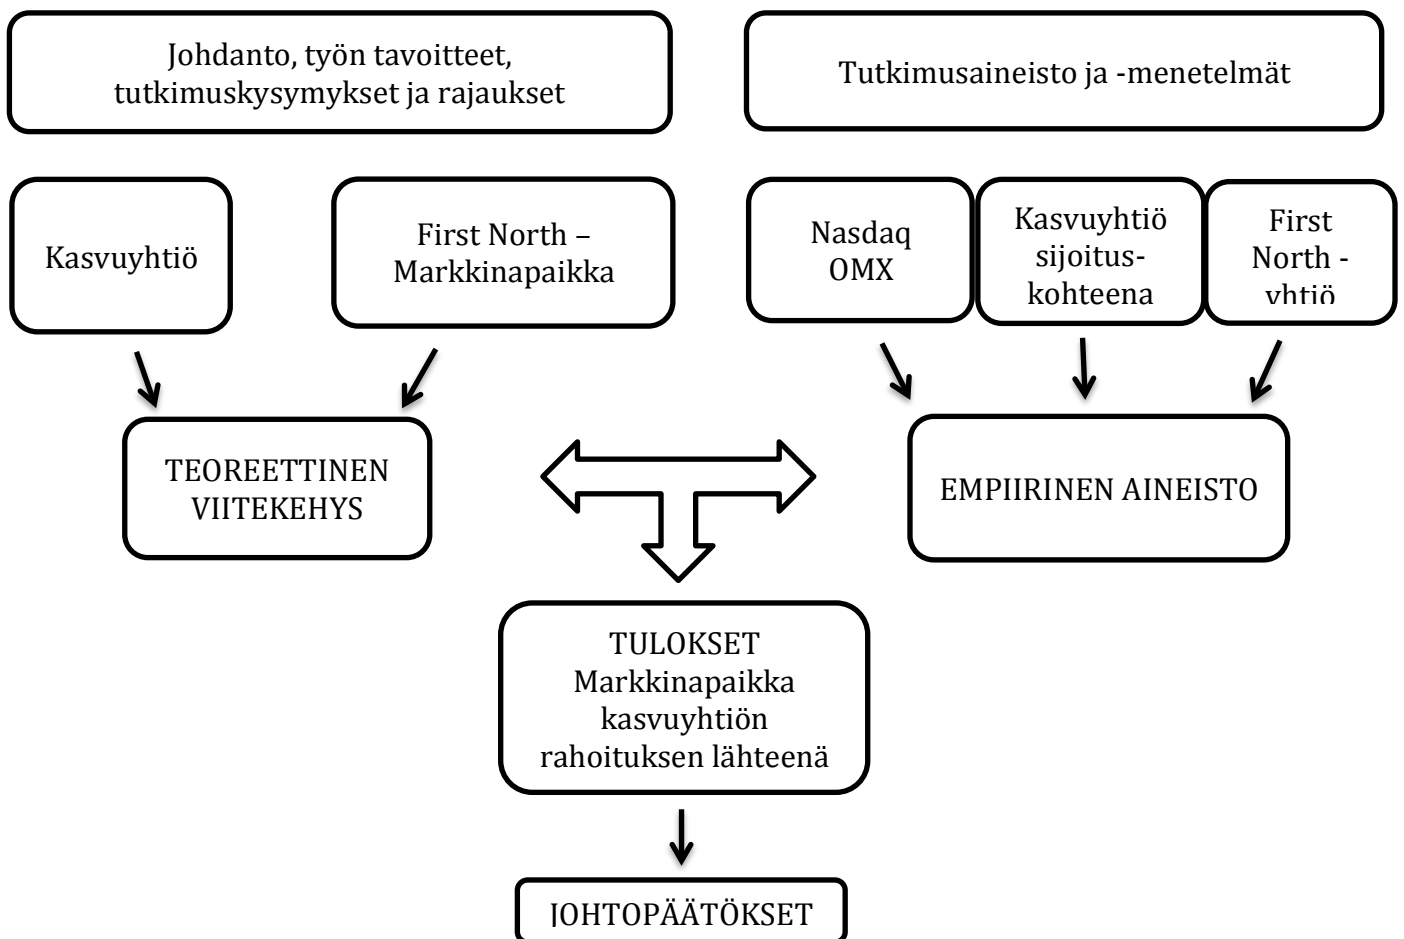 Johdanto, työn tavoitteet,
tutkimuskysymykset ja rajaukset
Tutkimusaineisto ja -menetelmät
Kasvuyhtiö
First North –
Markkinapaikka
Nasdaq
OMX
Kasvuyhtiö
sijoitus-
kohteena
First
North -
yhtiö
TEOREETTINEN
VIITEKEHYS
EMPIIRINEN AINEISTO
TULOKSET
Markkinapaikka
kasvuyhtiön
rahoituksen lähteenä
JOHTOPÄÄTÖKSET